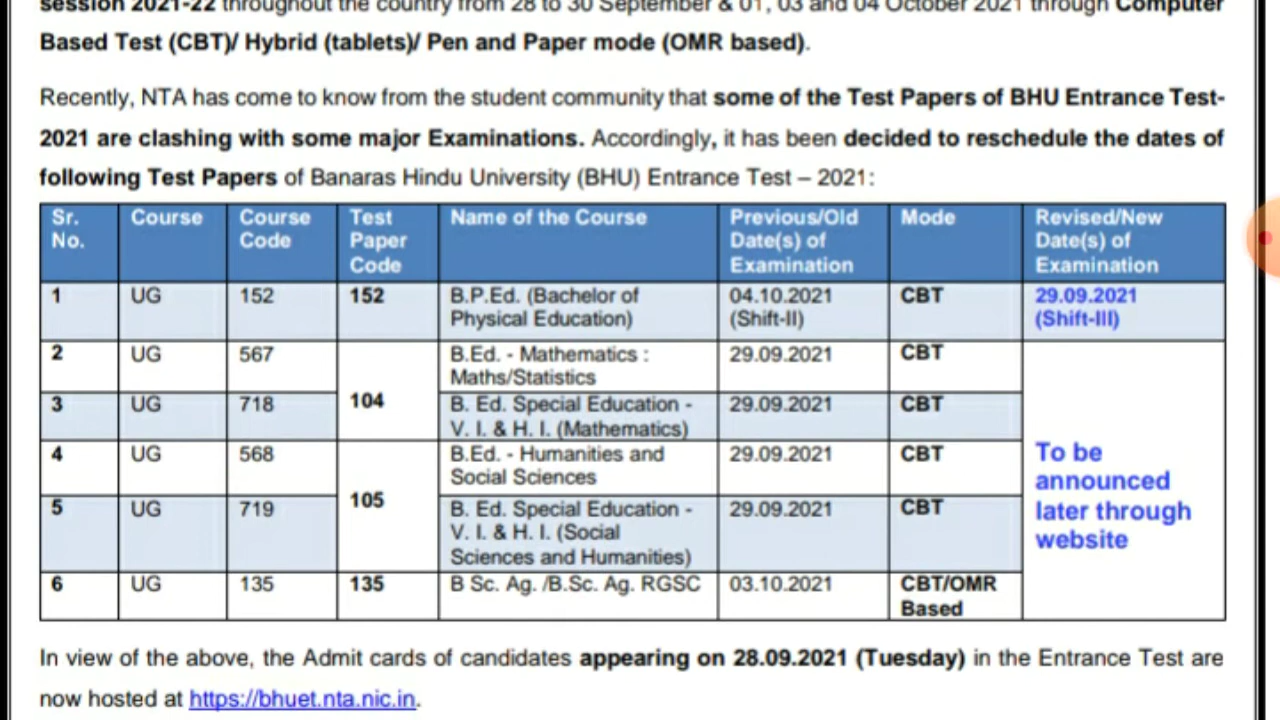 session 2021-22 throughout the country from 28 to 30 September & 01, 03 and 04 October 2021 through Computer
Based Test (CBT)/ Hybrid (tablets)/ Pen and Paper mode (OMR based).
Recently, NTA has come to know from the student community that some of the Test Papers of BHU Entrance Test-
2021 are clashing with some major Examinations. Accordingly, it has been decided to reschedule the dates of
following Test Papers of Banaras Hindu University (BHU) Entrance Test – 2021:
Sr. No. Course Course Code Test Paper Code Name of the Course Previous/Old Date(s) of Examination Mode Revised/New Date(s) of Examination
1 UG 152 152 B.P.Ed. (Bachelor of Physical Education) 04.10.2021 (Shift-II) CBT 29.09.2021 (Shift-III)
2 UG 567 104 B.Ed. - Mathematics : Maths/Statistics 29.09.2021 CBT To be announced later through website
3 UG 718 B. Ed. Special Education - V. I. & H. I. (Mathematics) 29.09.2021 CBT
4 UG 568 105 B.Ed. - Humanities and Social Sciences 29.09.2021 CBT
5 UG 719 B. Ed. Special Education - V. I. & H. I. (Social Sciences and Humanities) 29.09.2021 CBT
6 UG 135 135 B Sc. Ag. /B.Sc. Ag. RGSC 03.10.2021 CBT/OMR Based
In view of the above, the Admit cards of candidates appearing on 28.09.2021 (Tuesday) in the Entrance Test are
now hosted at https://bhuet.nta.nic.in.